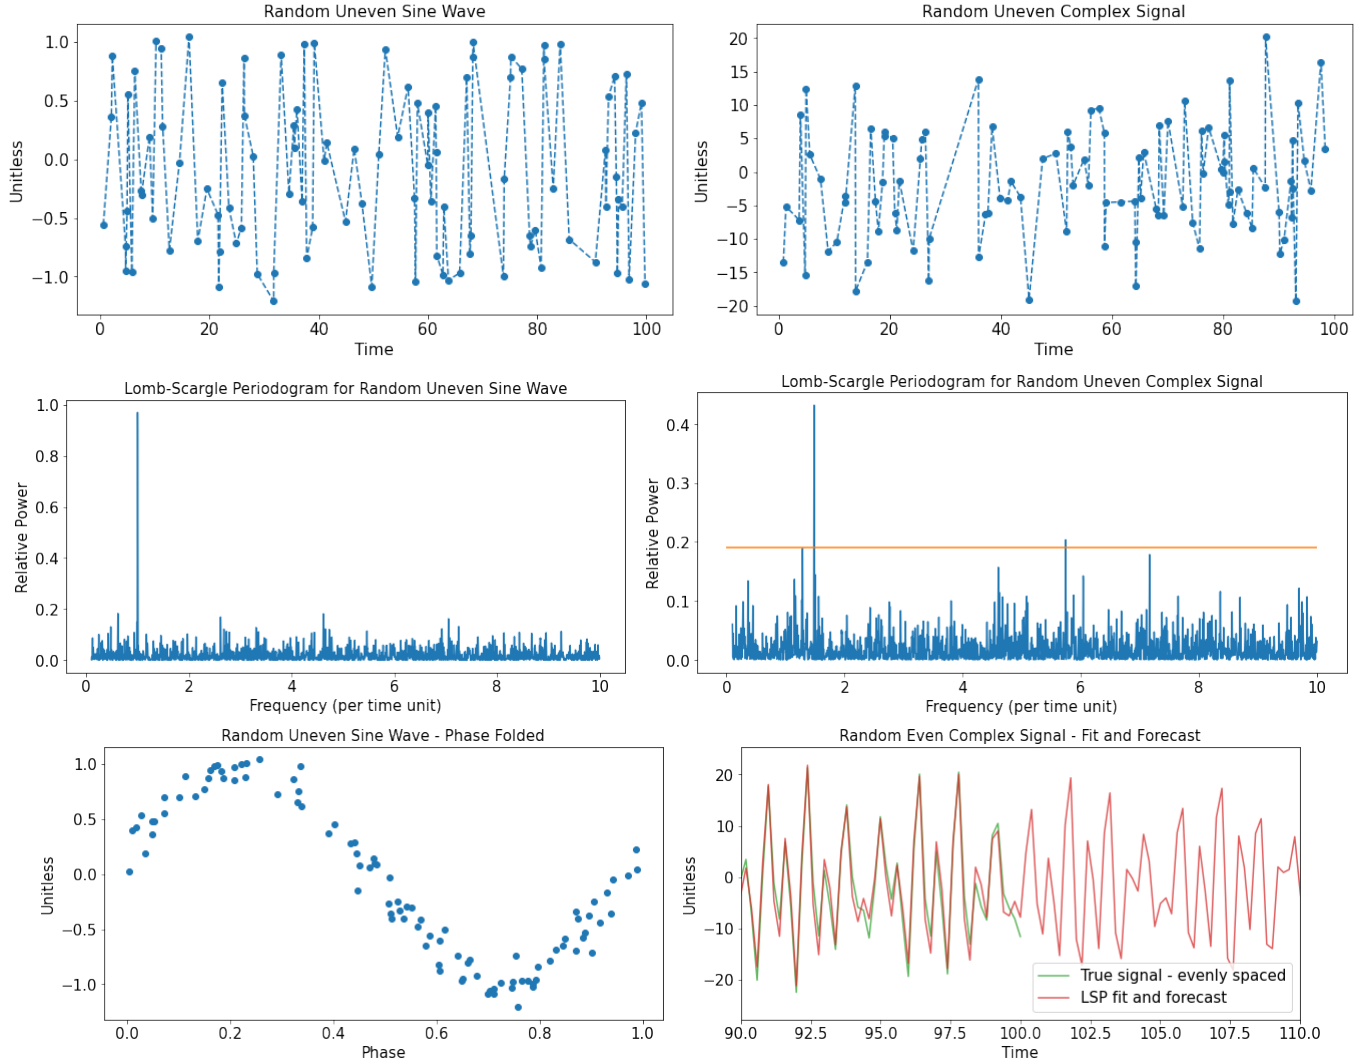 Random Uneven Sine Wave
1.0
0.5
0.0
−0.5
−1.0
Unitless
0 20 40 60 80 100
Time
Random Uneven Complex Signal
20
15
10
5
0
−5
−10
−15
−20
Unitless
0 20 40 60 80 100
Time
Lomb-Scargle Periodogram for Random Uneven Sine Wave
1.0
0.8
0.6
0.4
0.2
0.0
Relative Power
0 2 4 6 8 10
Frequency (per time unit)
Lomb-Scargle Periodogram for Random Uneven Complex Signal
0.4
0.3
0.2
0.1
0.0
Relative Power
0 2 4 6 8 10
Frequency (per time unit)
Random Uneven Sine Wave - Phase Folded
1.0
0.5
0.0
−0.5
−1.0
Unitless
0.0 0.2 0.4 0.6 0.8 1.0
Phase
Random Even Complex Signal - Fit and Forecast
20
10
0
−10
−20
Unitless
True signal - evenly spaced
LSP fit and forecast
90.0 92.5 95.0 97.5 100.0 102.5 105.0 107.5 110.0
Time